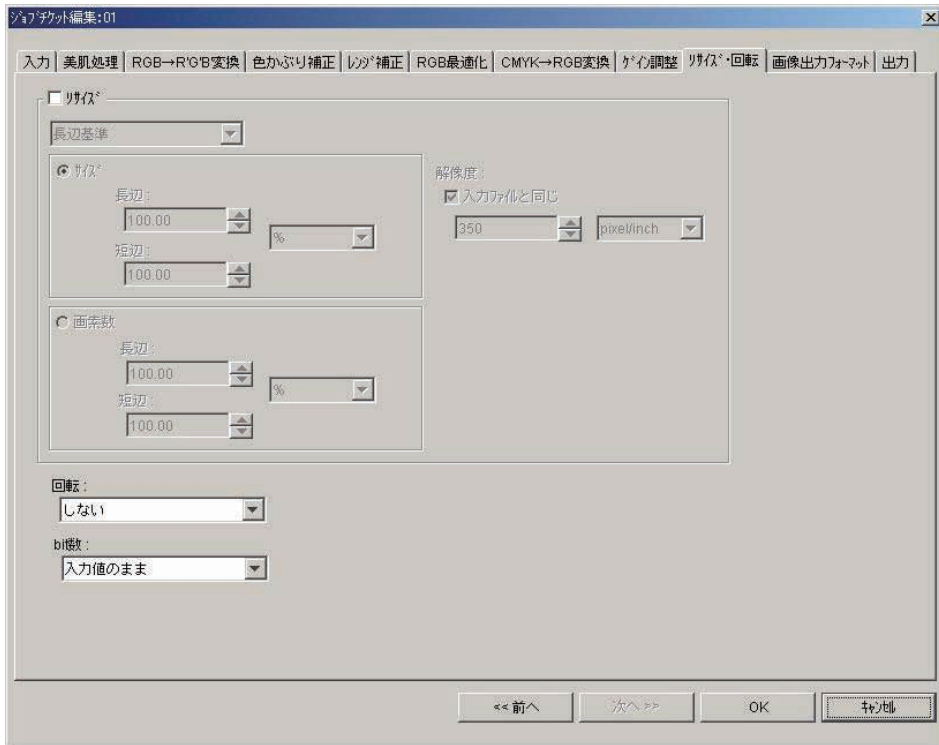 ｼﾞｮﾌﾞﾁｹｯﾄ編集:01
入力 美肌処理 RGB→R'G'B'変換 色かぶり補正 ﾚﾝｼﾞ補正 RGB最適化 CMYK→RGB変換 ｹﾞｲﾝ調整 ﾘｻｲｽﾞ･回転 画像出力ﾌｫｰﾏｯﾄ 出力
ﾘｻｲｽﾞ
長辺基準
ｻｲｽﾞ
長辺:
100.00
%
短辺:
100.00
解像度:
入力ﾌｧｲﾙと同じ
350 pixel/inch
画素数
長辺:
100.00
%
短辺:
100.00
回転:
しない
bit数:
入力値のまま
<<前へ 次へ>> OK ｷｬﾝｾﾙ